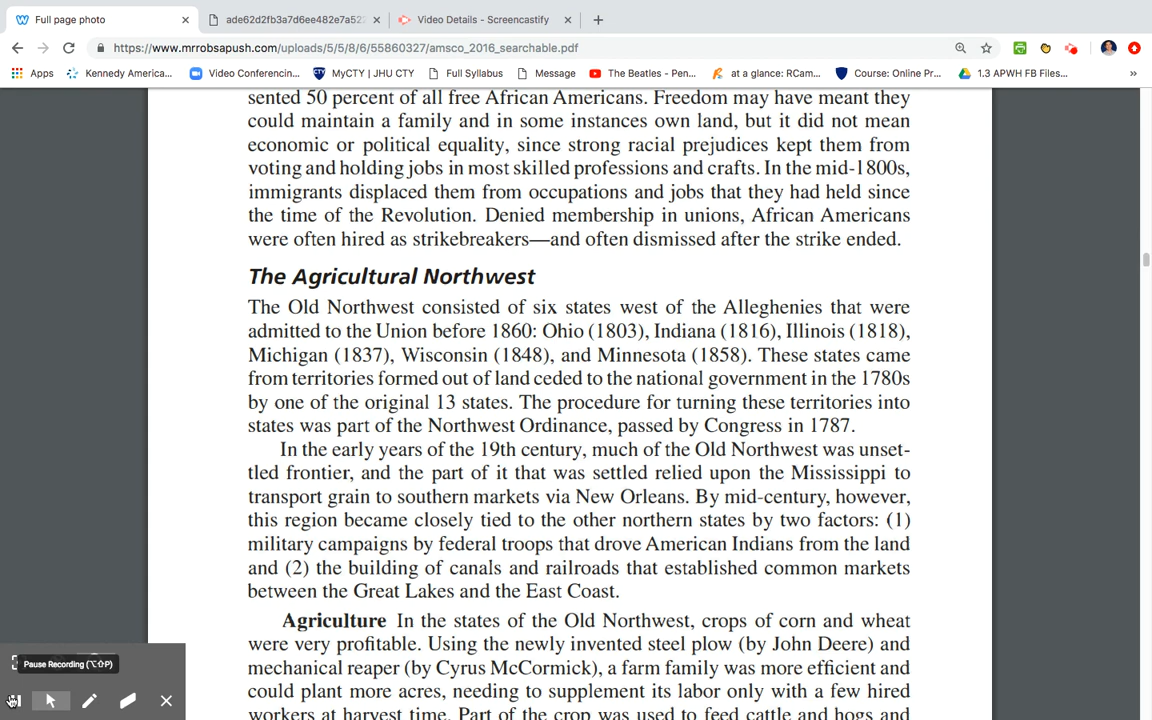 Full page photo
ade62d2fb3a7d6ee482e7a522
Video Details - Screencastify
https://www.mrrobsapush.com/uploads/5/5/8/6/55860327/amsco_2016_searchable.pdf
Apps Kennedy America... Video Conferencin... MyCTY | JHU CTY Full Syllabus Message The Beatles - Pen... at a glance: RCam... Course: Online Pr... 1.3 APWH FB Files... »
sented 50 percent of all free African Americans. Freedom may have meant they
could maintain a family and in some instances own land, but it did not mean
economic or political equality, since strong racial prejudices kept them from
voting and holding jobs in most skilled professions and crafts. In the mid-1800s,
immigrants displaced them from occupations and jobs that they had held since
the time of the Revolution. Denied membership in unions, African Americans
were often hired as strikebreakers—and often dismissed after the strike ended.
The Agricultural Northwest
The Old Northwest consisted of six states west of the Alleghenies that were
admitted to the Union before 1860: Ohio (1803), Indiana (1816), Illinois (1818),
Michigan (1837), Wisconsin (1848), and Minnesota (1858). These states came
from territories formed out of land ceded to the national government in the 1780s
by one of the original 13 states. The procedure for turning these territories into
states was part of the Northwest Ordinance, passed by Congress in 1787.
In the early years of the 19th century, much of the Old Northwest was unset-
tled frontier, and the part of it that was settled relied upon the Mississippi to
transport grain to southern markets via New Orleans. By mid-century, however,
this region became closely tied to the other northern states by two factors: (1)
military campaigns by federal troops that drove American Indians from the land
and (2) the building of canals and railroads that established common markets
between the Great Lakes and the East Coast.
Agriculture In the states of the Old Northwest, crops of corn and wheat
were very profitable. Using the newly invented steel plow (by John Deere) and
mechanical reaper (by Cyrus McCormick), a farm family was more efficient and
could plant more acres, needing to supplement its labor only with a few hired
workers at harvest time. Part of the crop was used to feed cattle and hogs and
Pause Recording (⌥⇧P)